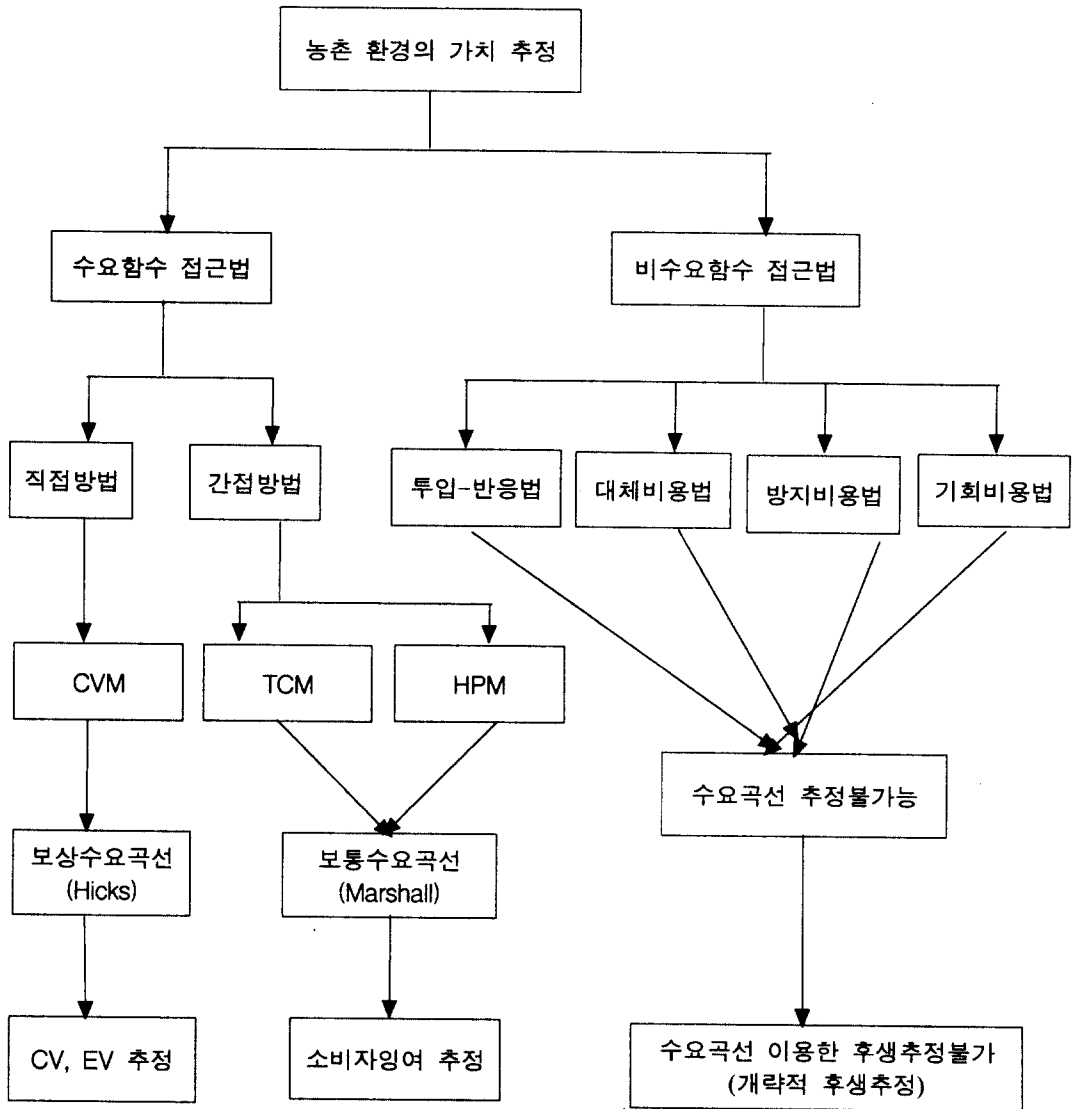 농촌 환경의 가치 추정
수요함수 접근법
비수요함수 접근법
직접방법
간접방법
투입-반응법
대체비용법
방지비용법
기회비용법
CVM
TCM
HPM
수요곡선 추정불가능
보상수요곡선
(Hicks)
보통수요곡선
(Marshall)
CV, EV 추정
소비자잉여 추정
수요곡선 이용한 후생추정불가
(개략적 후생추정)